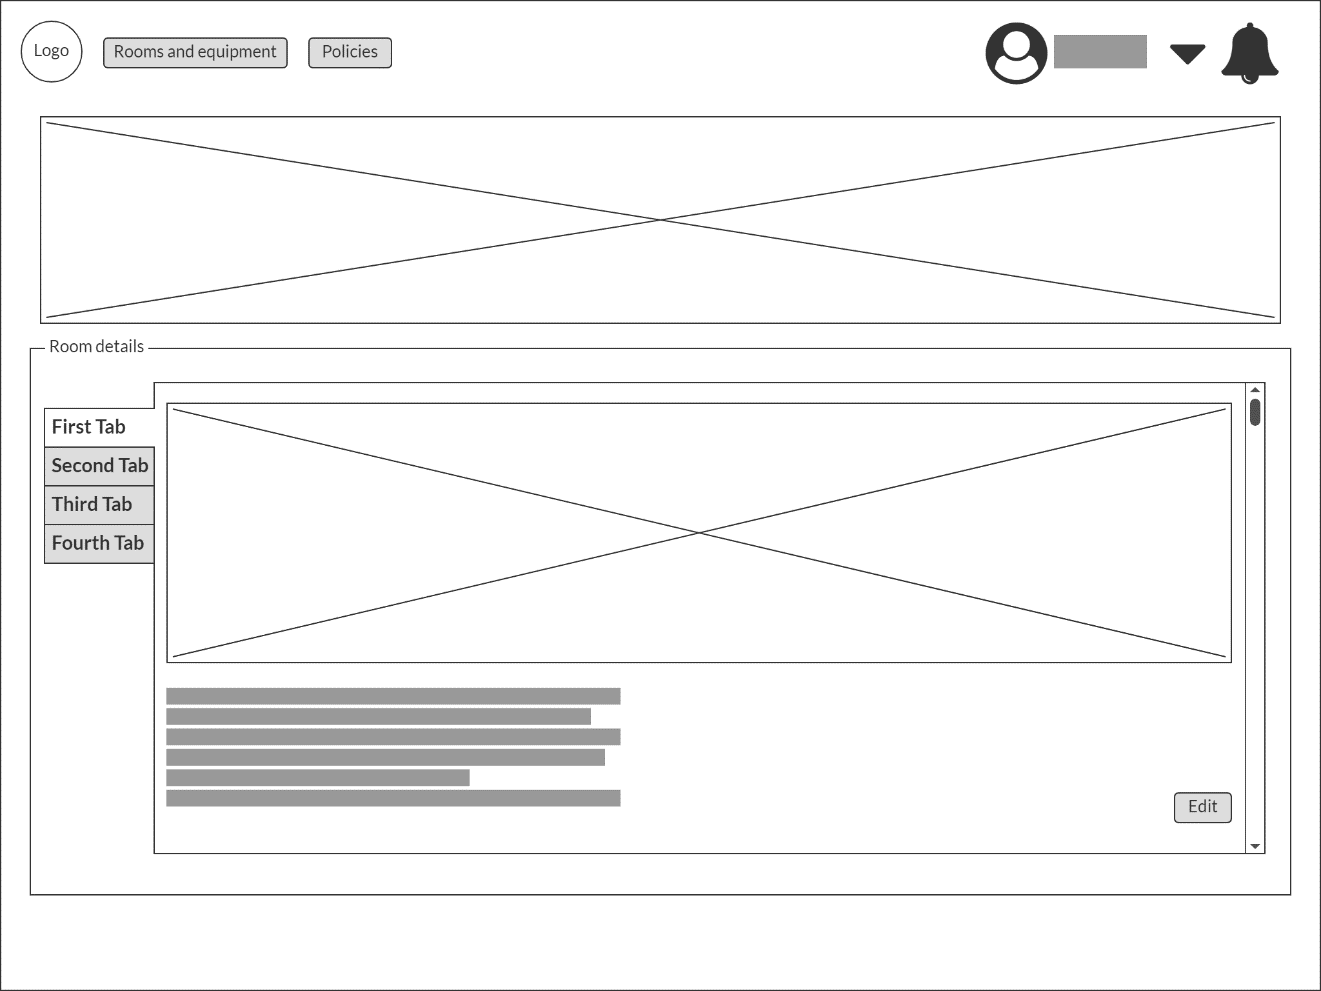 Logo
Rooms and equipment
Policies
Room details
First Tab
Second Tab
Third Tab
Fourth Tab
Edit